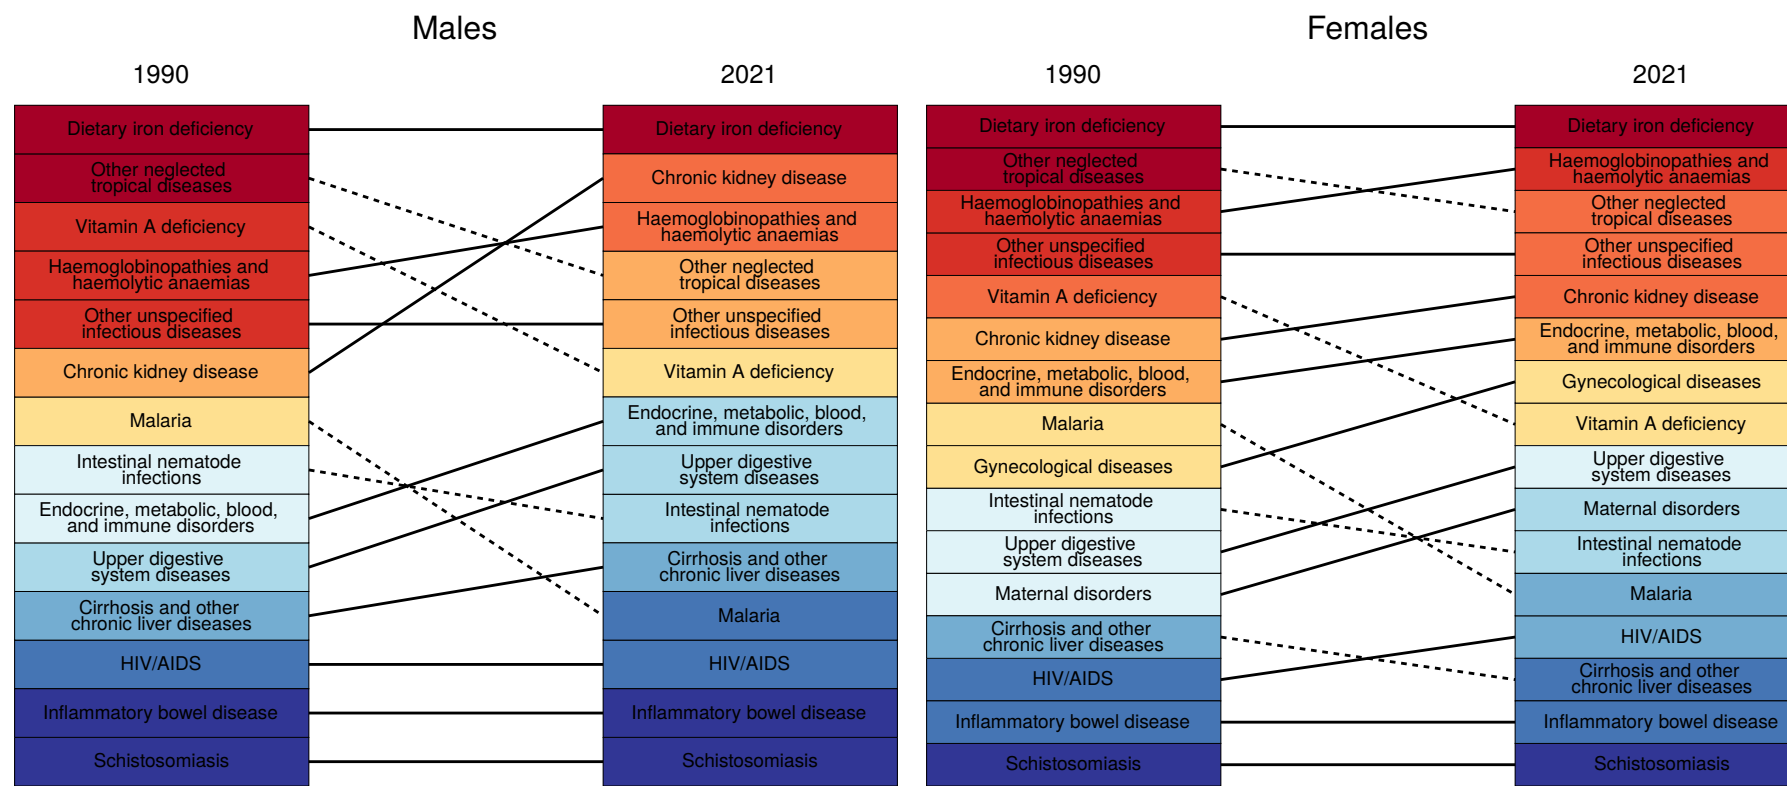 Males
1990
2021
Dietary iron deficiency
Other neglected
tropical diseases
Vitamin A deficiency
Haemoglobinopathies and
haemolytic anaemias
Other unspecified
infectious diseases
Chronic kidney disease
Malaria
Intestinal nematode
infections
Endocrine, metabolic, blood,
and immune disorders
Upper digestive
system diseases
Cirrhosis and other
chronic liver diseases
HIV/AIDS
Inflammatory bowel disease
Schistosomiasis
Dietary iron deficiency
Chronic kidney disease
Haemoglobinopathies and
haemolytic anaemias
Other neglected
tropical diseases
Other unspecified
infectious diseases
Vitamin A deficiency
Endocrine, metabolic, blood,
and immune disorders
Upper digestive
system diseases
Intestinal nematode
infections
Cirrhosis and other
chronic liver diseases
Malaria
HIV/AIDS
Inflammatory bowel disease
Schistosomiasis
Females
1990
2021
Dietary iron deficiency
Other neglected
tropical diseases
Haemoglobinopathies and
haemolytic anaemias
Other unspecified
infectious diseases
Vitamin A deficiency
Chronic kidney disease
Endocrine, metabolic, blood,
and immune disorders
Malaria
Gynecological diseases
Intestinal nematode
infections
Upper digestive
system diseases
Maternal disorders
Cirrhosis and other
chronic liver diseases
HIV/AIDS
Inflammatory bowel disease
Schistosomiasis
Dietary iron deficiency
Haemoglobinopathies and
haemolytic anaemias
Other neglected
tropical diseases
Other unspecified
infectious diseases
Chronic kidney disease
Endocrine, metabolic, blood,
and immune disorders
Gynecological diseases
Vitamin A deficiency
Upper digestive
system diseases
Maternal disorders
Intestinal nematode
infections
Malaria
HIV/AIDS
Cirrhosis and other
chronic liver diseases
Inflammatory bowel disease
Schistosomiasis